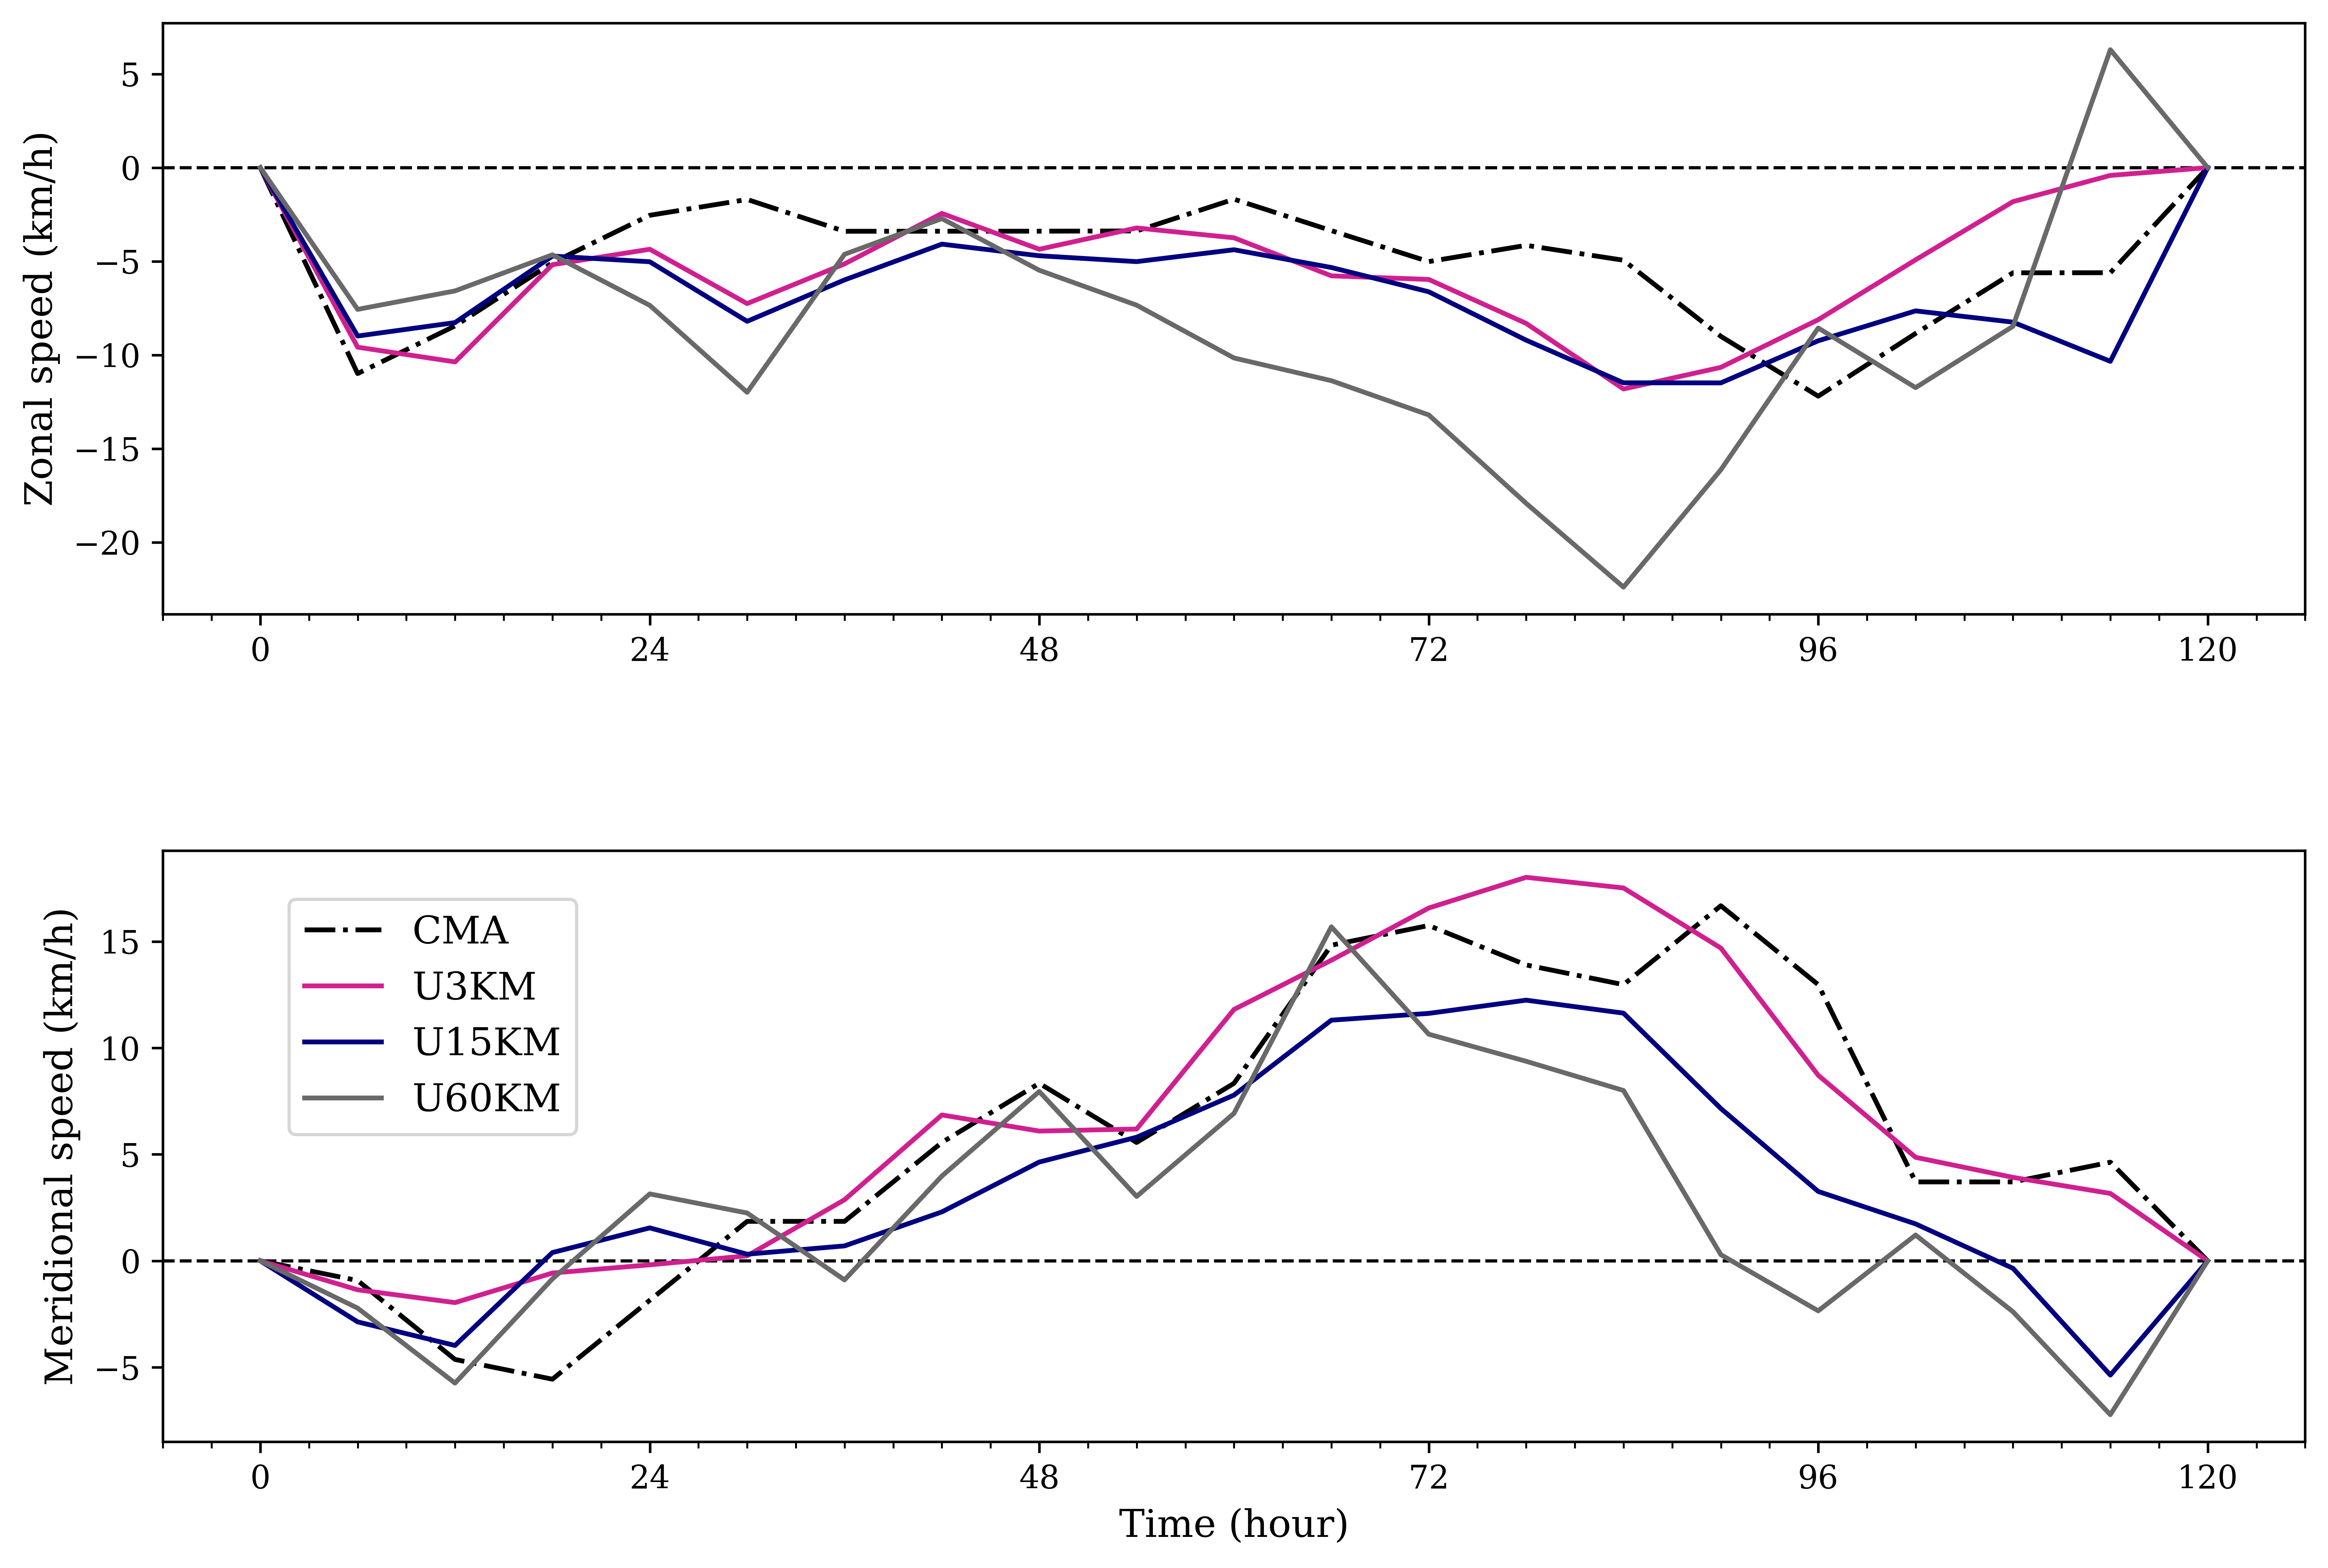 Zonal speed (km/h)
5
0
−5
−10
−15
−20
0 24 48 72 96 120
Meridional speed (km/h)
15
10
5
0
−5
CMA
U3KM
U15KM
U60KM
0 24 48 72 96 120
Time (hour)